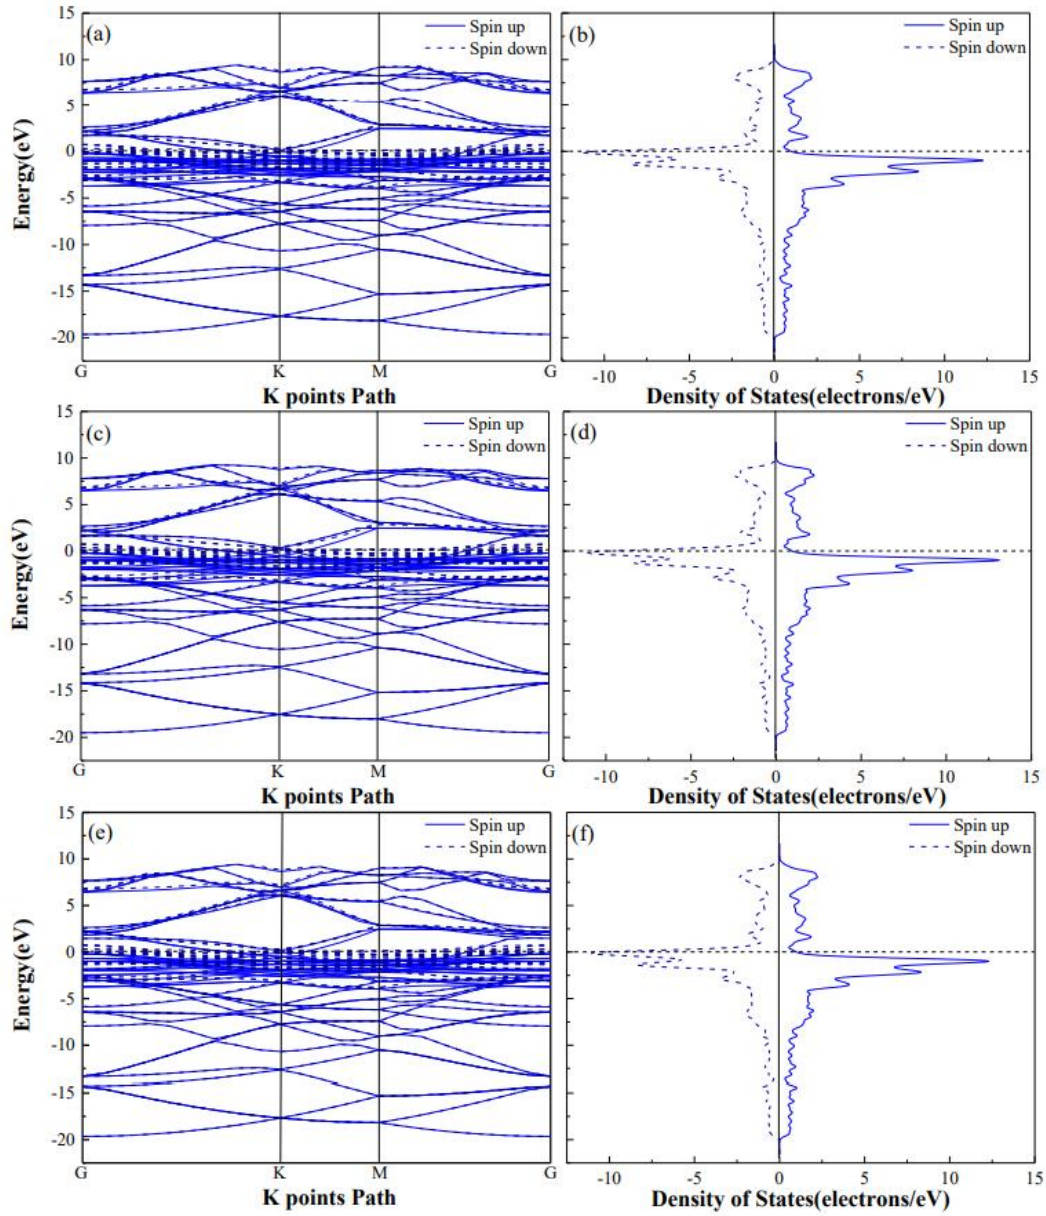 (a)
Spin up
Spin down
15
10
5
0
-5
-10
-15
-20
Energy(eV)
G K M G
K points Path
(b)
Spin up
Spin down
-10 -5 0 5 10 15
Density of States(electrons/eV)
(c)
Spin up
Spin down
15
10
5
0
-5
-10
-15
-20
Energy(eV)
G K M G
K points Path
(d)
Spin up
Spin down
-10 -5 0 5 10 15
Density of States(electrons/eV)
(e)
Spin up
Spin down
15
10
5
0
-5
-10
-15
-20
Energy(eV)
G K M G
K points Path
(f)
Spin up
Spin down
-10 -5 0 5 10 15
Density of States(electrons/eV)